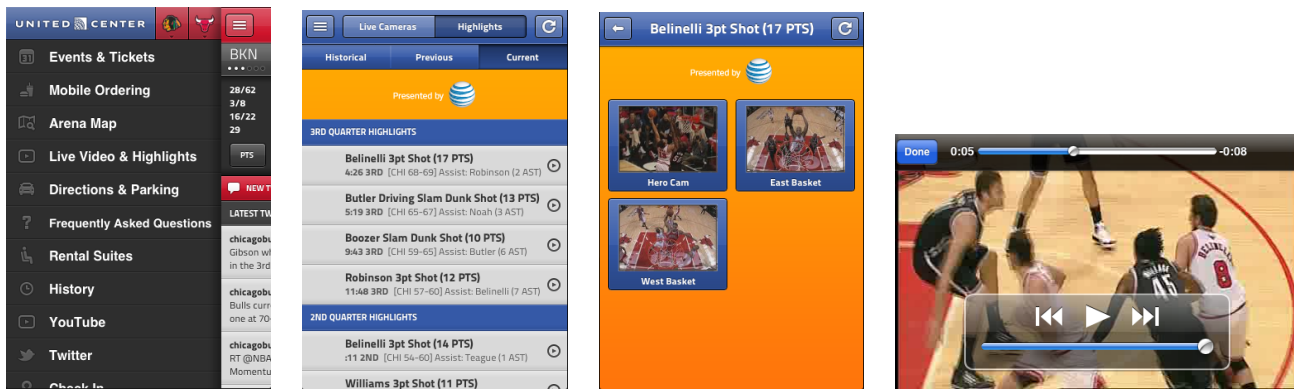 UNITED CENTER
Events & Tickets
Mobile Ordering
Arena Map
Live Video & Highlights
Directions & Parking
? Frequently Asked Questions
Rental Suites
History
YouTube
Twitter
Check In
31
BKN
28/62
3/8
16/22
29
PTS
NEW T
LATEST TW
chicagobu
Gibson wh
in the 3rd
chicagobu
Bulls curr
one at 70-
chicagobu
RT @NBA
Momentu
Live Cameras Highlights
Historical Previous Current
Presented by
3RD QUARTER HIGHLIGHTS
Belinelli 3pt Shot (17 PTS)
4:26 3RD [CHI 68-69] Assist: Robinson (2 AST)
Butler Driving Slam Dunk Shot (13 PTS)
5:19 3RD [CHI 65-67] Assist: Noah (3 AST)
Boozer Slam Dunk Shot (10 PTS)
9:43 3RD [CHI 59-65] Assist: Butler (6 AST)
Robinson 3pt Shot (12 PTS)
11:48 3RD [CHI 57-60] Assist: Belinelli (7 AST)
2ND QUARTER HIGHLIGHTS
Belinelli 3pt Shot (14 PTS)
:11 2ND [CHI 54-60] Assist: Teague (1 AST)
Williams 3pt Shot (11 PTS)
Belinelli 3pt Shot (17 PTS)
Presented by
Hero Cam East Basket
West Basket
Done 0:05 -0:08
BELINELLI
8
WALLACE
45